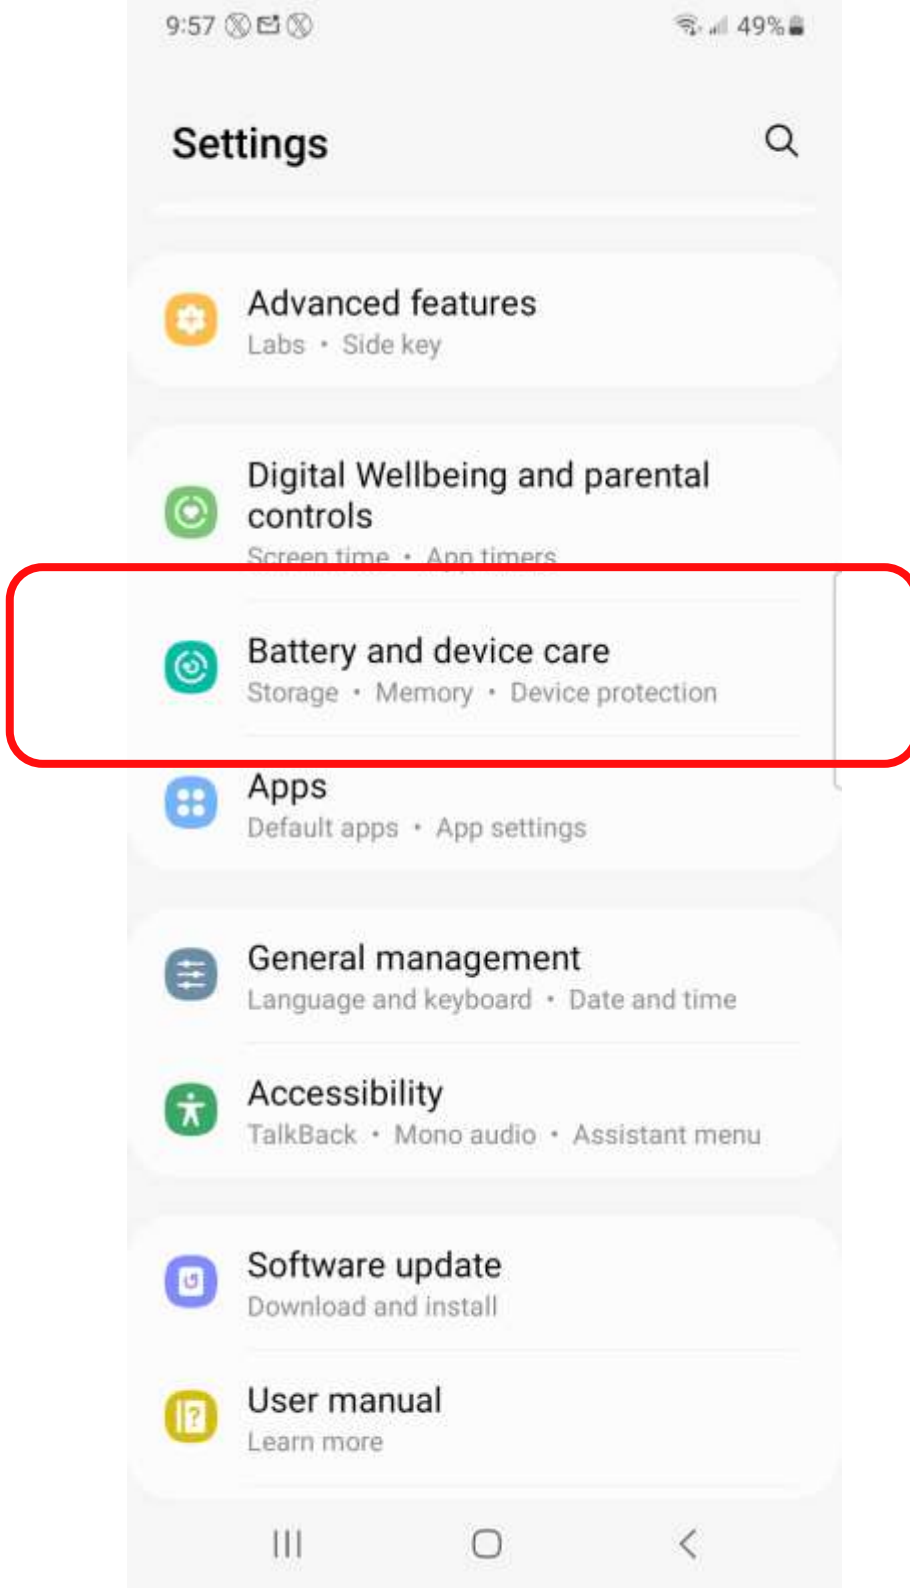 9:57
49%
Settings
Advanced features
Labs • Side key
Digital Wellbeing and parental
controls
Screen time • App timers
Battery and device care
Storage • Memory • Device protection
Apps
Default apps • App settings
General management
Language and keyboard • Date and time
Accessibility
TalkBack • Mono audio • Assistant menu
Software update
Download and install
User manual
Learn more